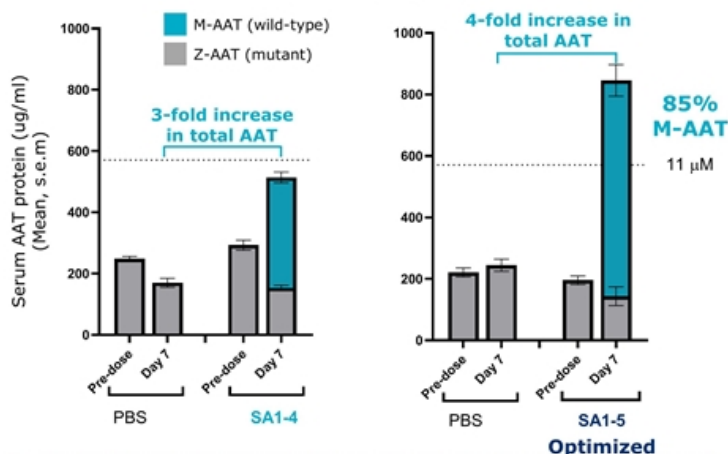 M-AAT (wild-type)
Z-AAT (mutant)
Serum AAT protein (ug/ml)
(Mean, s.e.m)
1000
800
600
400
200
0
3-fold increase
in total AAT
Pre-dose
Day 7
Pre-dose
Day 7
PBS
SA1-4
4-fold increase in
total AAT
1000
800
600
400
200
0
85%
M-AAT
11 µM
Pre-dose
Day 7
Pre-dose
Day 7
PBS
SA1-5
Optimized